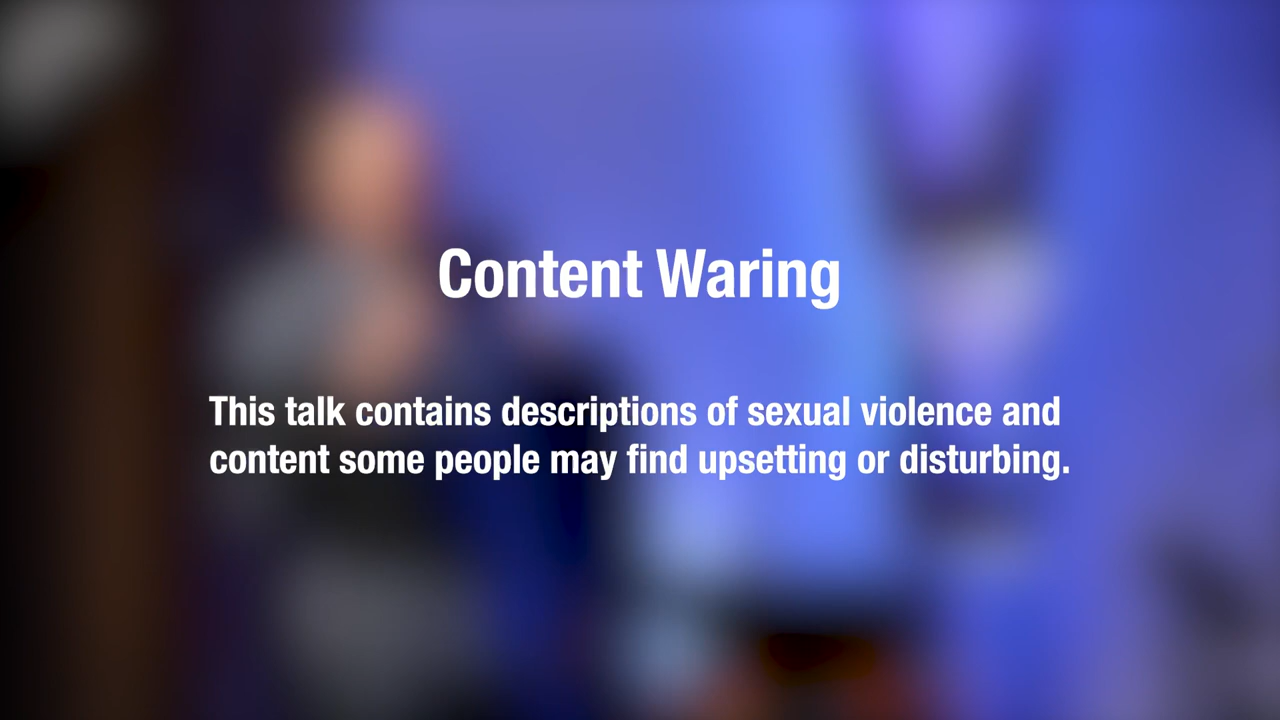 Content Waring
This talk contains descriptions of sexual violence and
content some people may find upsetting or disturbing.